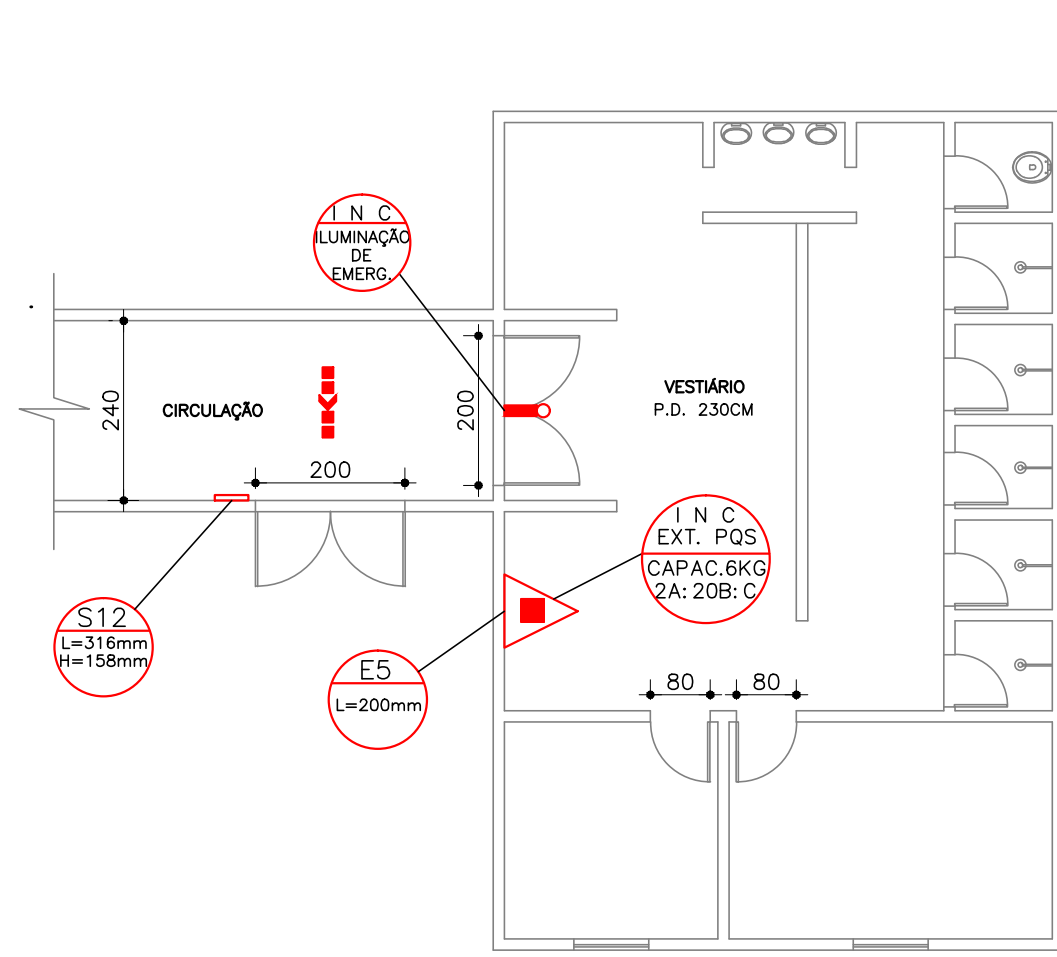 I N C
ILUMINAÇÃO
DE
EMERG.
240
CIRCULAÇÃO
200
200
VESTIÁRIO
P.D. 230CM
I N C
EXT. PQS
CAPAC.6KG
2A:20B:C
S12
L=316mm
H=158mm
E5
L=200mm
80
80